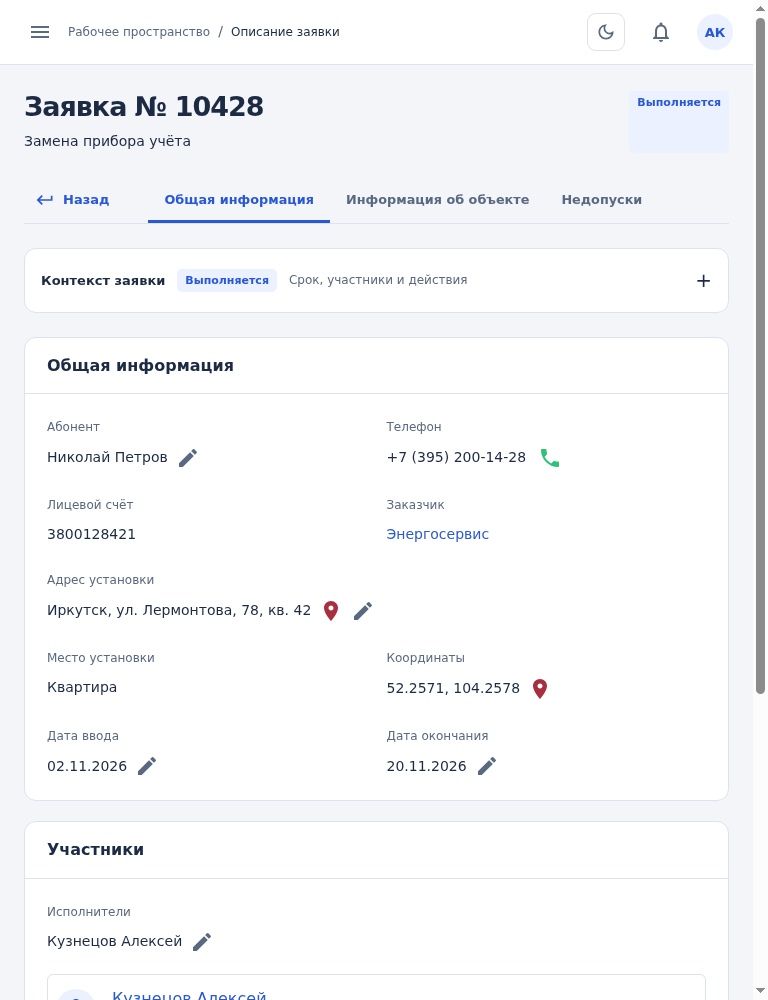 Рабочее пространство / Описание заявки
АК
Заявка № 10428
Выполняется
Замена прибора учёта
Назад
Общая информация
Информация об объекте
Недопуски
Контекст заявки
Выполняется
Срок, участники и действия
Общая информация
Абонент
Николай Петров
Телефон
+7 (395) 200-14-28
Лицевой счёт
3800128421
Заказчик
Энергосервис
Адрес установки
Иркутск, ул. Лермонтова, 78, кв. 42
Место установки
Квартира
Координаты
52.2571, 104.2578
Дата ввода
02.11.2026
Дата окончания
20.11.2026
Участники
Исполнители
Кузнецов Алексей
Кузнецов Алексей